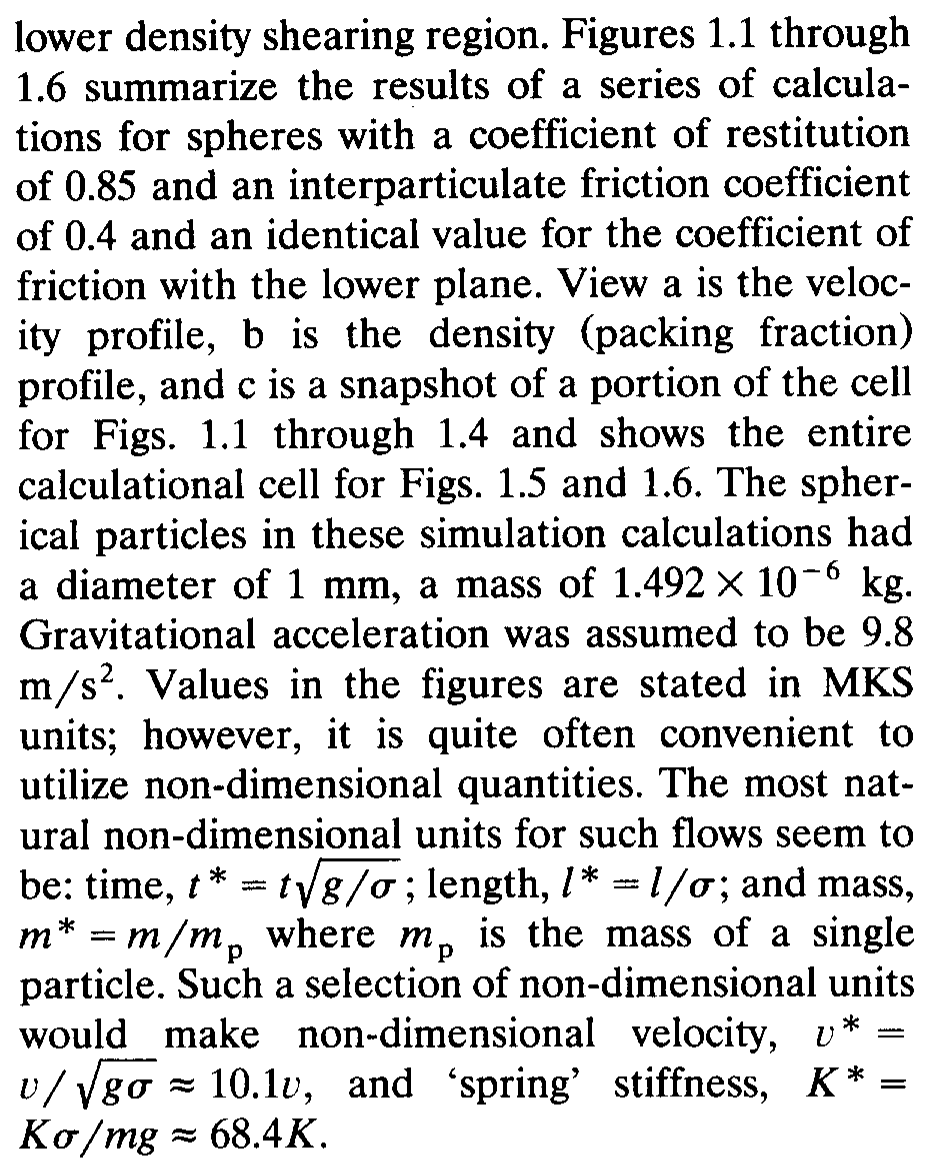 lower density shearing region. Figures 1.1 through
1.6 summarize the results of a series of calcula-
tions for spheres with a coefficient of restitution
of 0.85 and an interparticulate friction coefficient
of 0.4 and an identical value for the coefficient of
friction with the lower plane. View a is the veloc-
ity profile, b is the density (packing fraction)
profile, and c is a snapshot of a portion of the cell
for Figs. 1.1 through 1.4 and shows the entire
calculational cell for Figs. 1.5 and 1.6. The spher-
ical particles in these simulation calculations had
a diameter of 1 mm, a mass of 1.492 × 10⁻⁶ kg.
Gravitational acceleration was assumed to be 9.8
m/s². Values in the figures are stated in MKS
units; however, it is quite often convenient to
utilize non-dimensional quantities. The most nat-
ural non-dimensional units for such flows seem to
be: time, t* = t√g/σ; length, l* = l/σ; and mass,
m* = m/mₚ where mₚ is the mass of a single
particle. Such a selection of non-dimensional units
would make non-dimensional velocity, v* =
v/√gσ ≈ 10.1v, and ‘spring’ stiffness, K* =
Kσ/mg ≈ 68.4K.